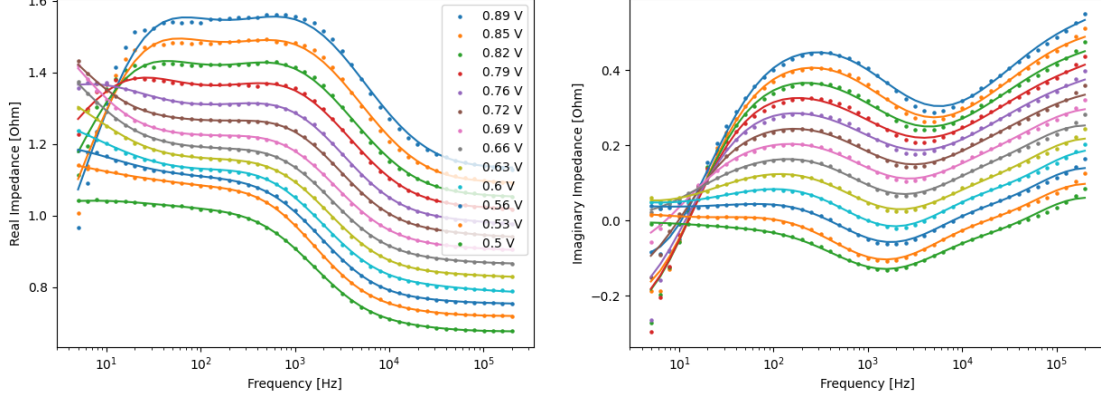 1.6
1.4
1.2
1.0
0.8
Real Impedance [Ohm]
10¹ 10² 10³ 10⁴ 10⁵
Frequency [Hz]
0.89 V
0.85 V
0.82 V
0.79 V
0.76 V
0.72 V
0.69 V
0.66 V
0.63 V
0.6 V
0.56 V
0.53 V
0.5 V
0.4
0.2
0.0
−0.2
Imaginary Impedance [Ohm]
10¹ 10² 10³ 10⁴ 10⁵
Frequency [Hz]